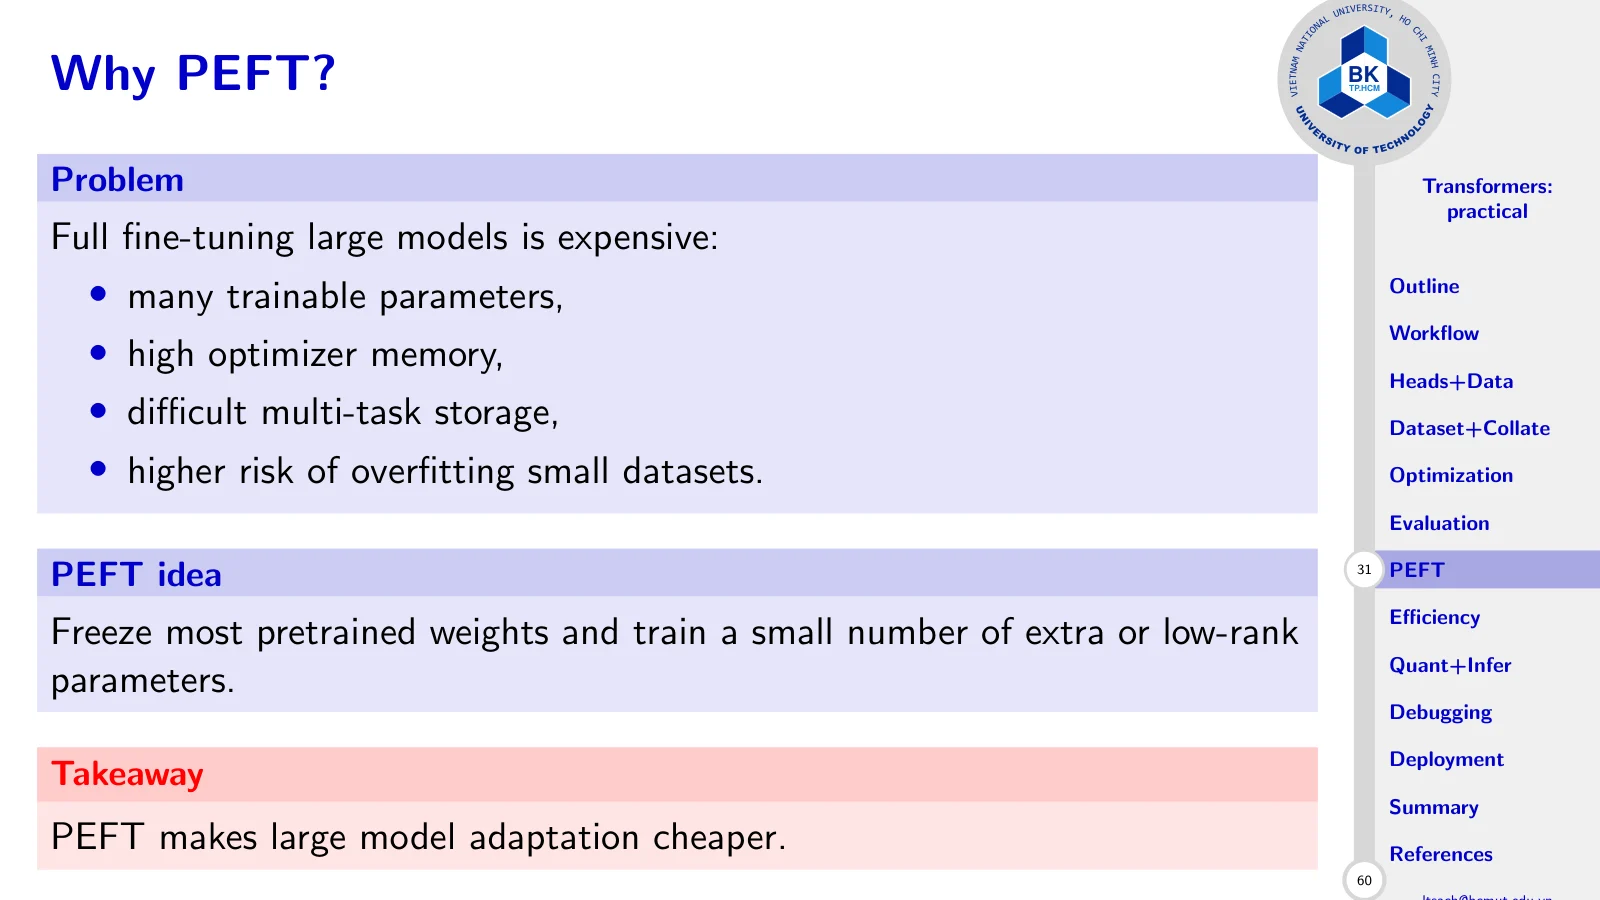 Why PEFT?
Problem
Full fine-tuning large models is expensive:
• many trainable parameters,
• high optimizer memory,
• difficult multi-task storage,
• higher risk of overfitting small datasets.
PEFT idea
Freeze most pretrained weights and train a small number of extra or low-rank
parameters.
Takeaway
PEFT makes large model adaptation cheaper.
VIETNAM NATIONAL UNIVERSITY, HO CHI MINH CITY
BK
TP.HCM
UNIVERSITY OF TECHNOLOGY
Transformers:
practical
Outline
Workflow
Heads+Data
Dataset+Collate
Optimization
Evaluation
31
PEFT
Efficiency
Quant+Infer
Debugging
Deployment
Summary
References
60